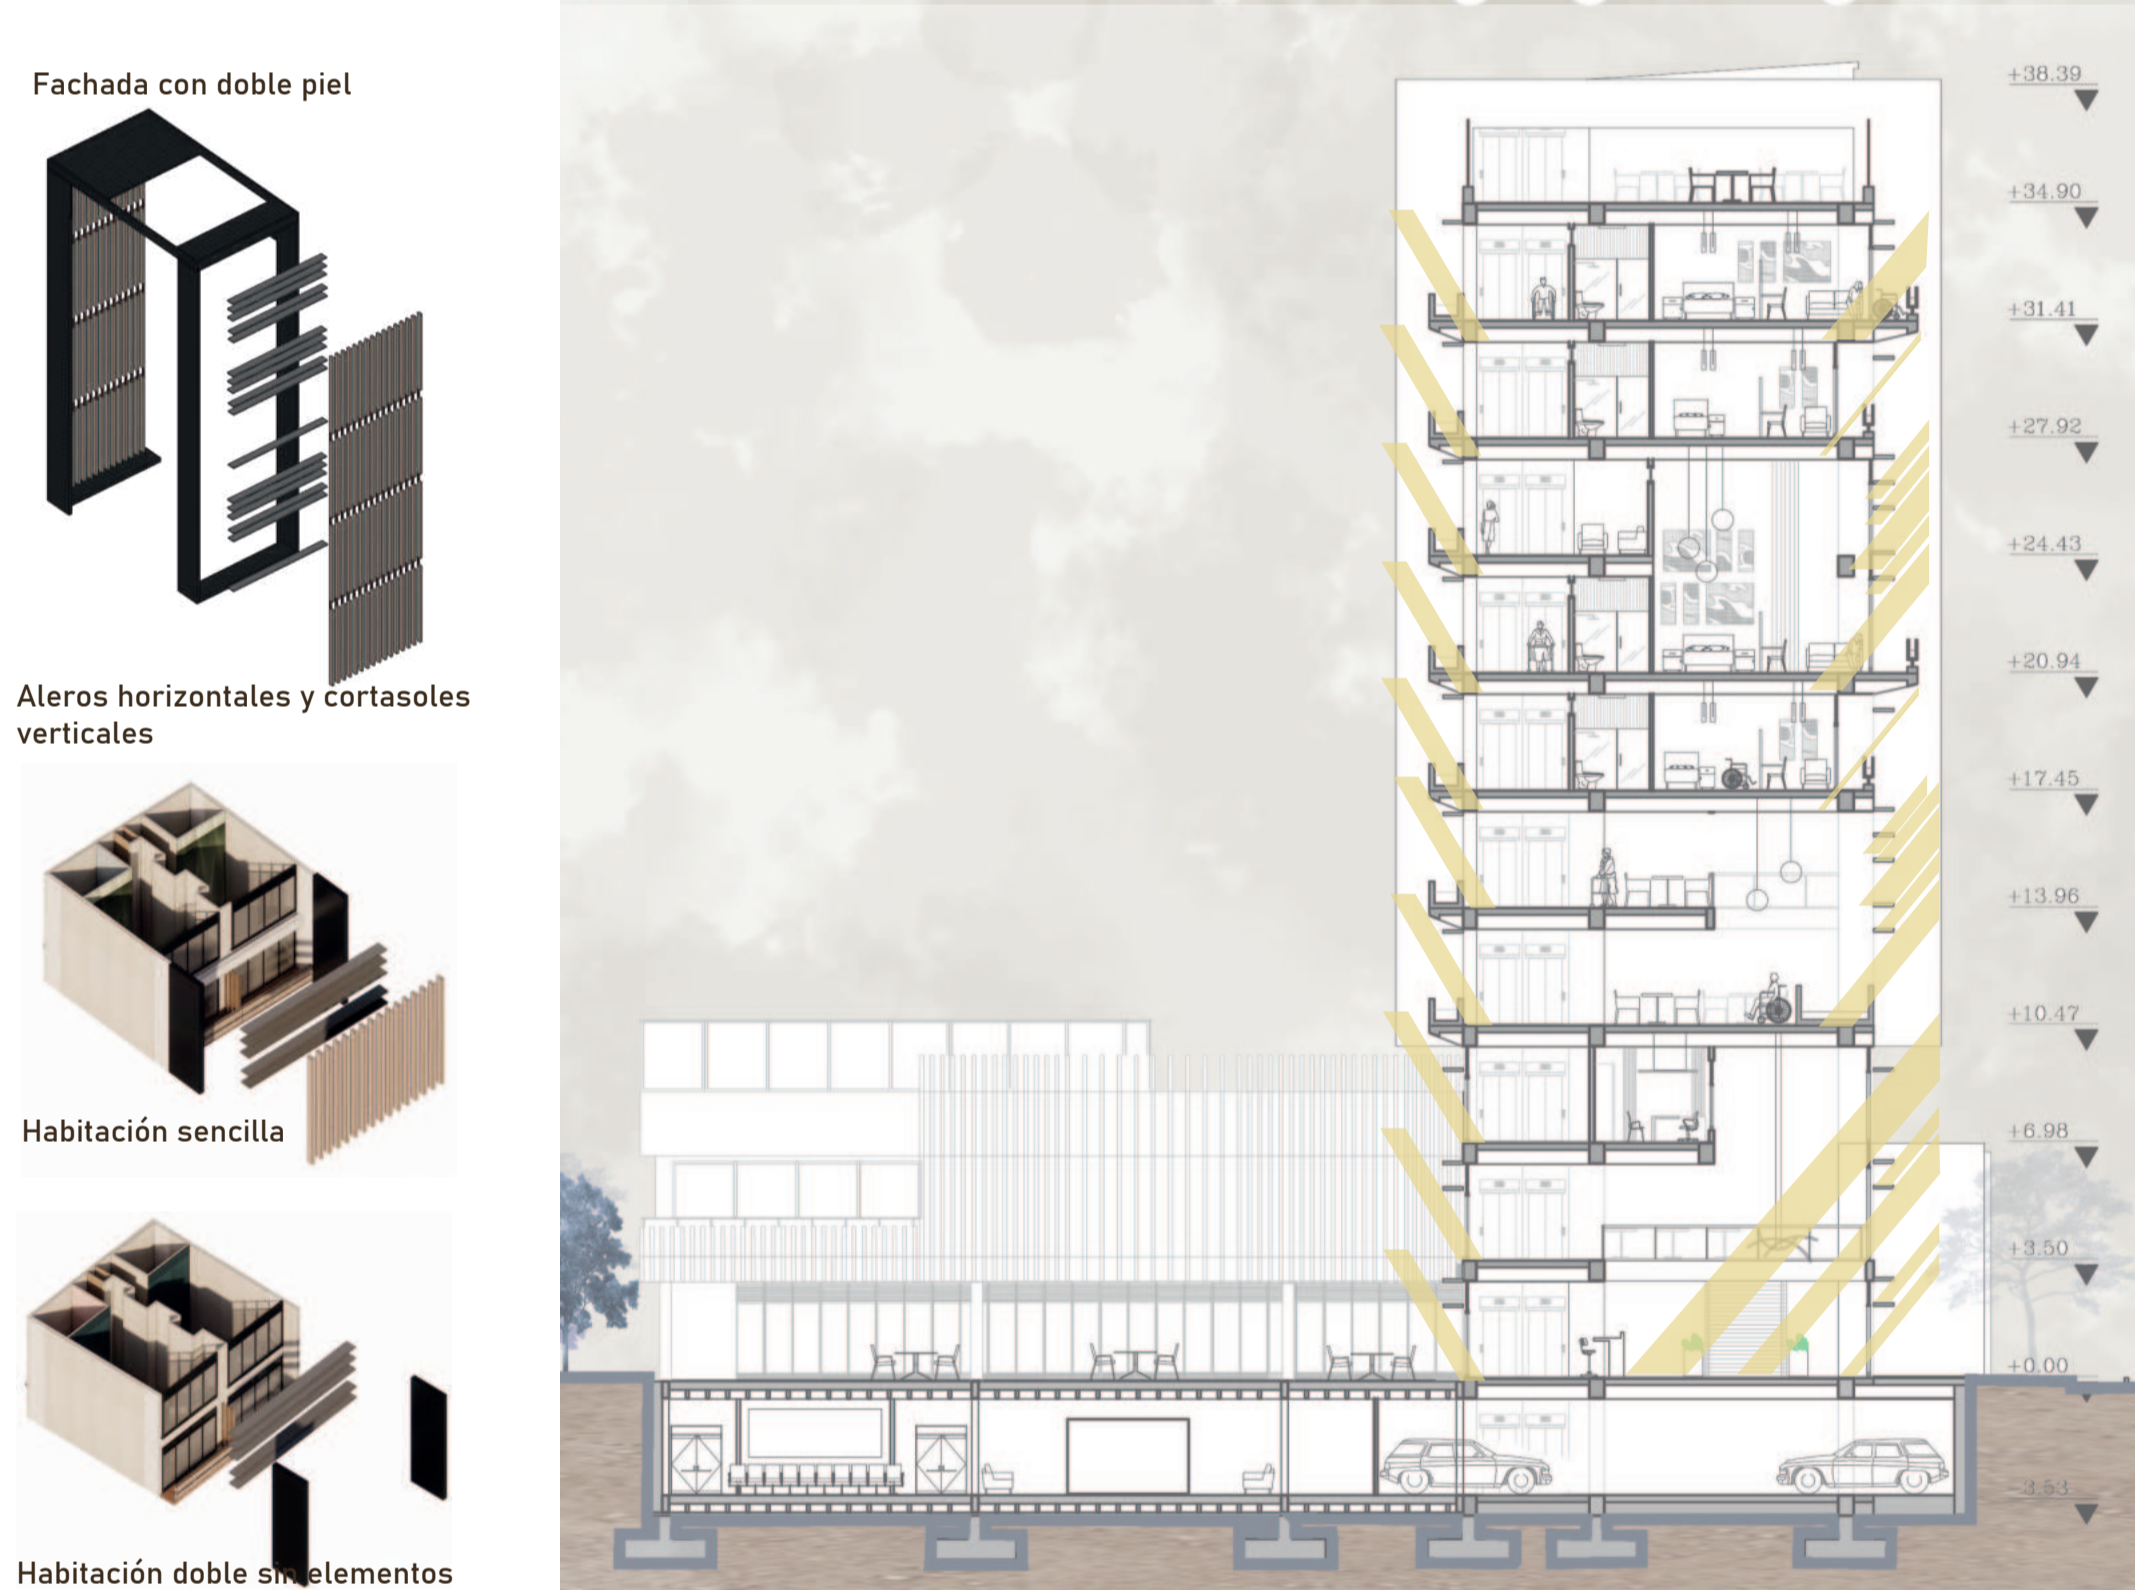 Fachada con doble piel
Aleros horizontales y cortasoles
verticales
Habitación sencilla
Habitación doble sin elementos
+38.39
+34.90
+31.41
+27.92
+24.43
+20.94
+17.45
+13.96
+10.47
+6.98
+3.50
+0.00
-3.53